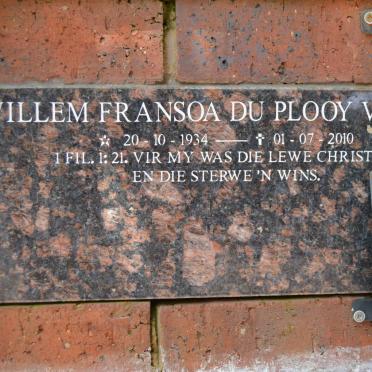 WILLEM FRANSOA DU PLOOY V
☆ 20 - 10 - 1934 —— ✝ 01 - 07 - 2010
1 FIL. 1: 21. VIR MY WAS DIE LEWE CHRIST
EN DIE STERWE 'N WINS.